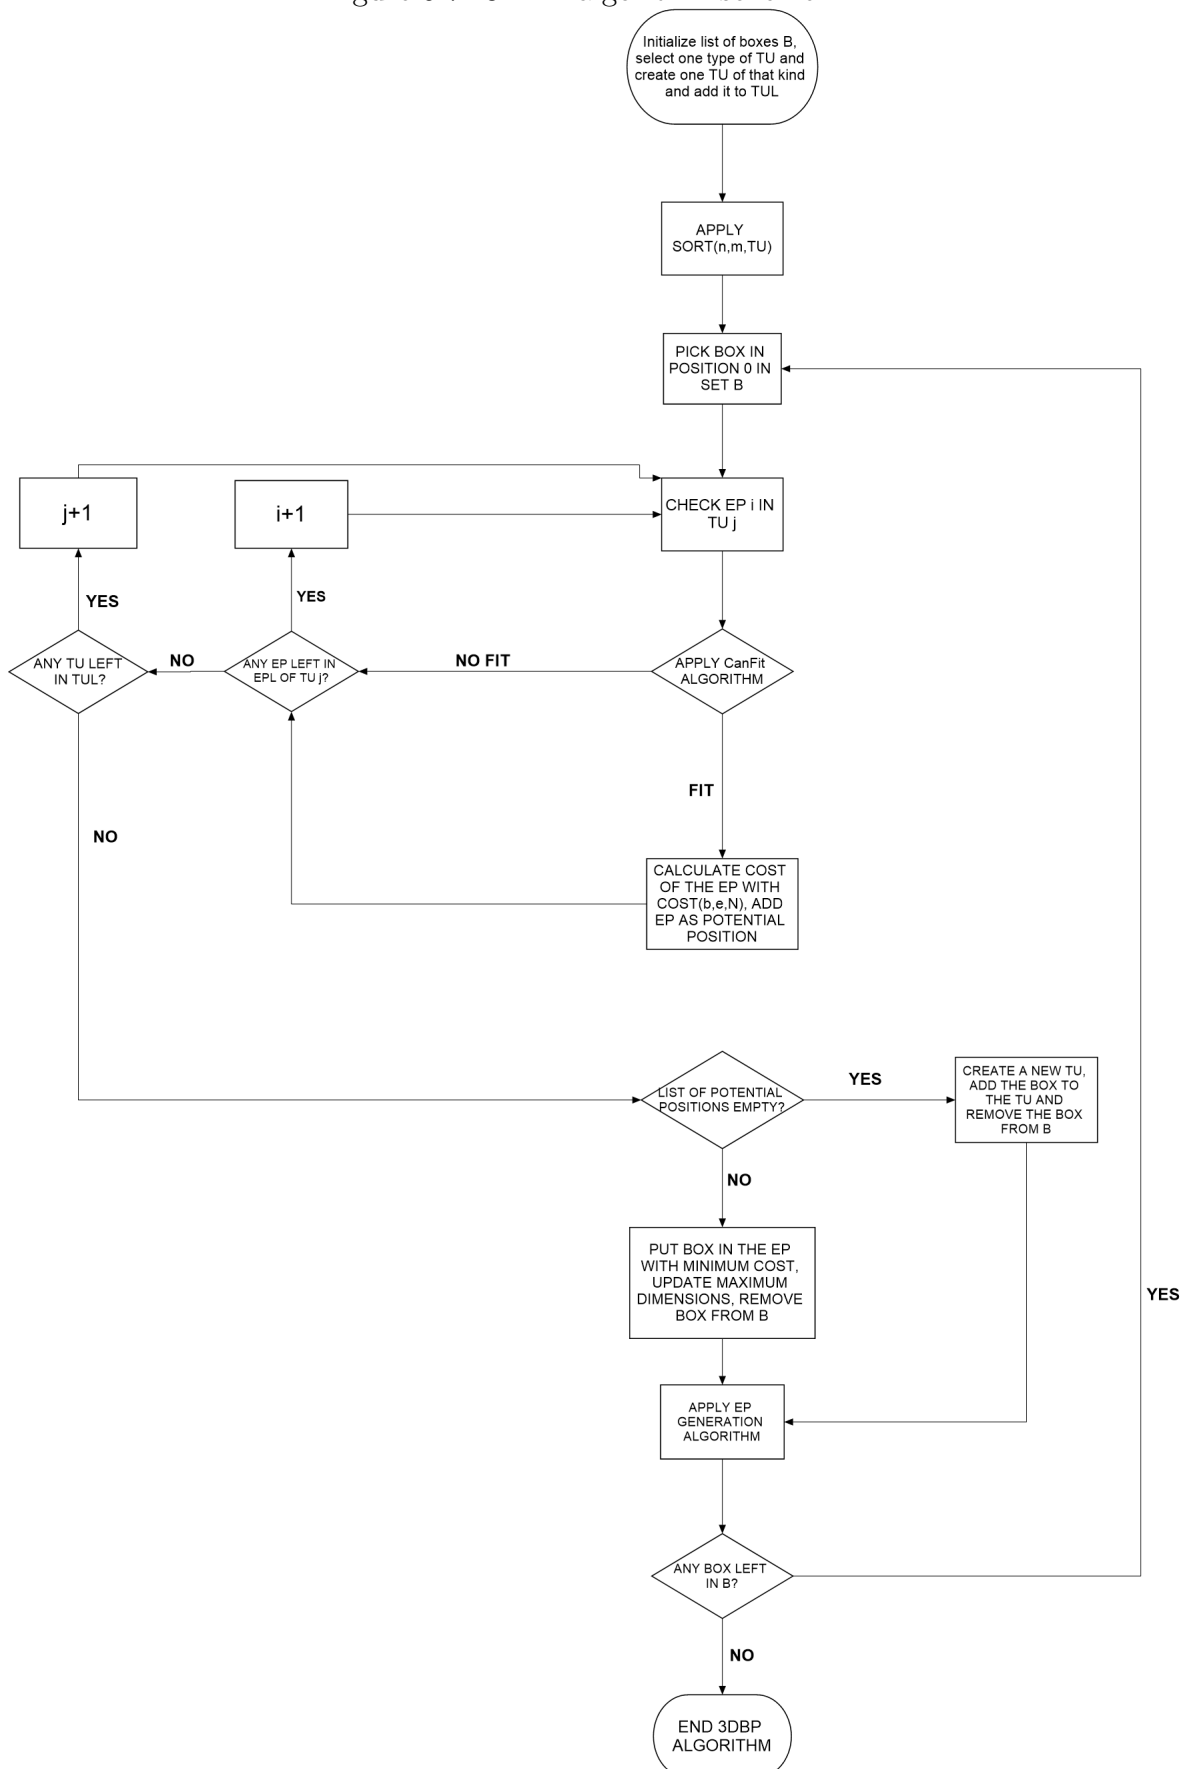 Initialize list of boxes B,
select one type of TU and
create one TU of that kind
and add it to TUL
APPLY
SORT(n,m,TU)
PICK BOX IN
POSITION 0 IN
SET B
j+1
i+1
CHECK EP i IN
TU j
YES
YES
ANY TU LEFT
IN TUL?
NO
ANY EP LEFT IN
EPL OF TU j?
NO FIT
APPLY CanFit
ALGORITHM
FIT
NO
CALCULATE COST
OF THE EP WITH
COST(b,e,N), ADD
EP AS POTENTIAL
POSITION
LIST OF POTENTIAL
POSITIONS EMPTY?
YES
CREATE A NEW TU,
ADD THE BOX TO
THE TU AND
REMOVE THE BOX
FROM B
NO
PUT BOX IN THE EP
WITH MINIMUM COST,
UPDATE MAXIMUM
DIMENSIONS, REMOVE
BOX FROM B
YES
APPLY EP
GENERATION
ALGORITHM
ANY BOX LEFT
IN B?
NO
END 3DBP
ALGORITHM